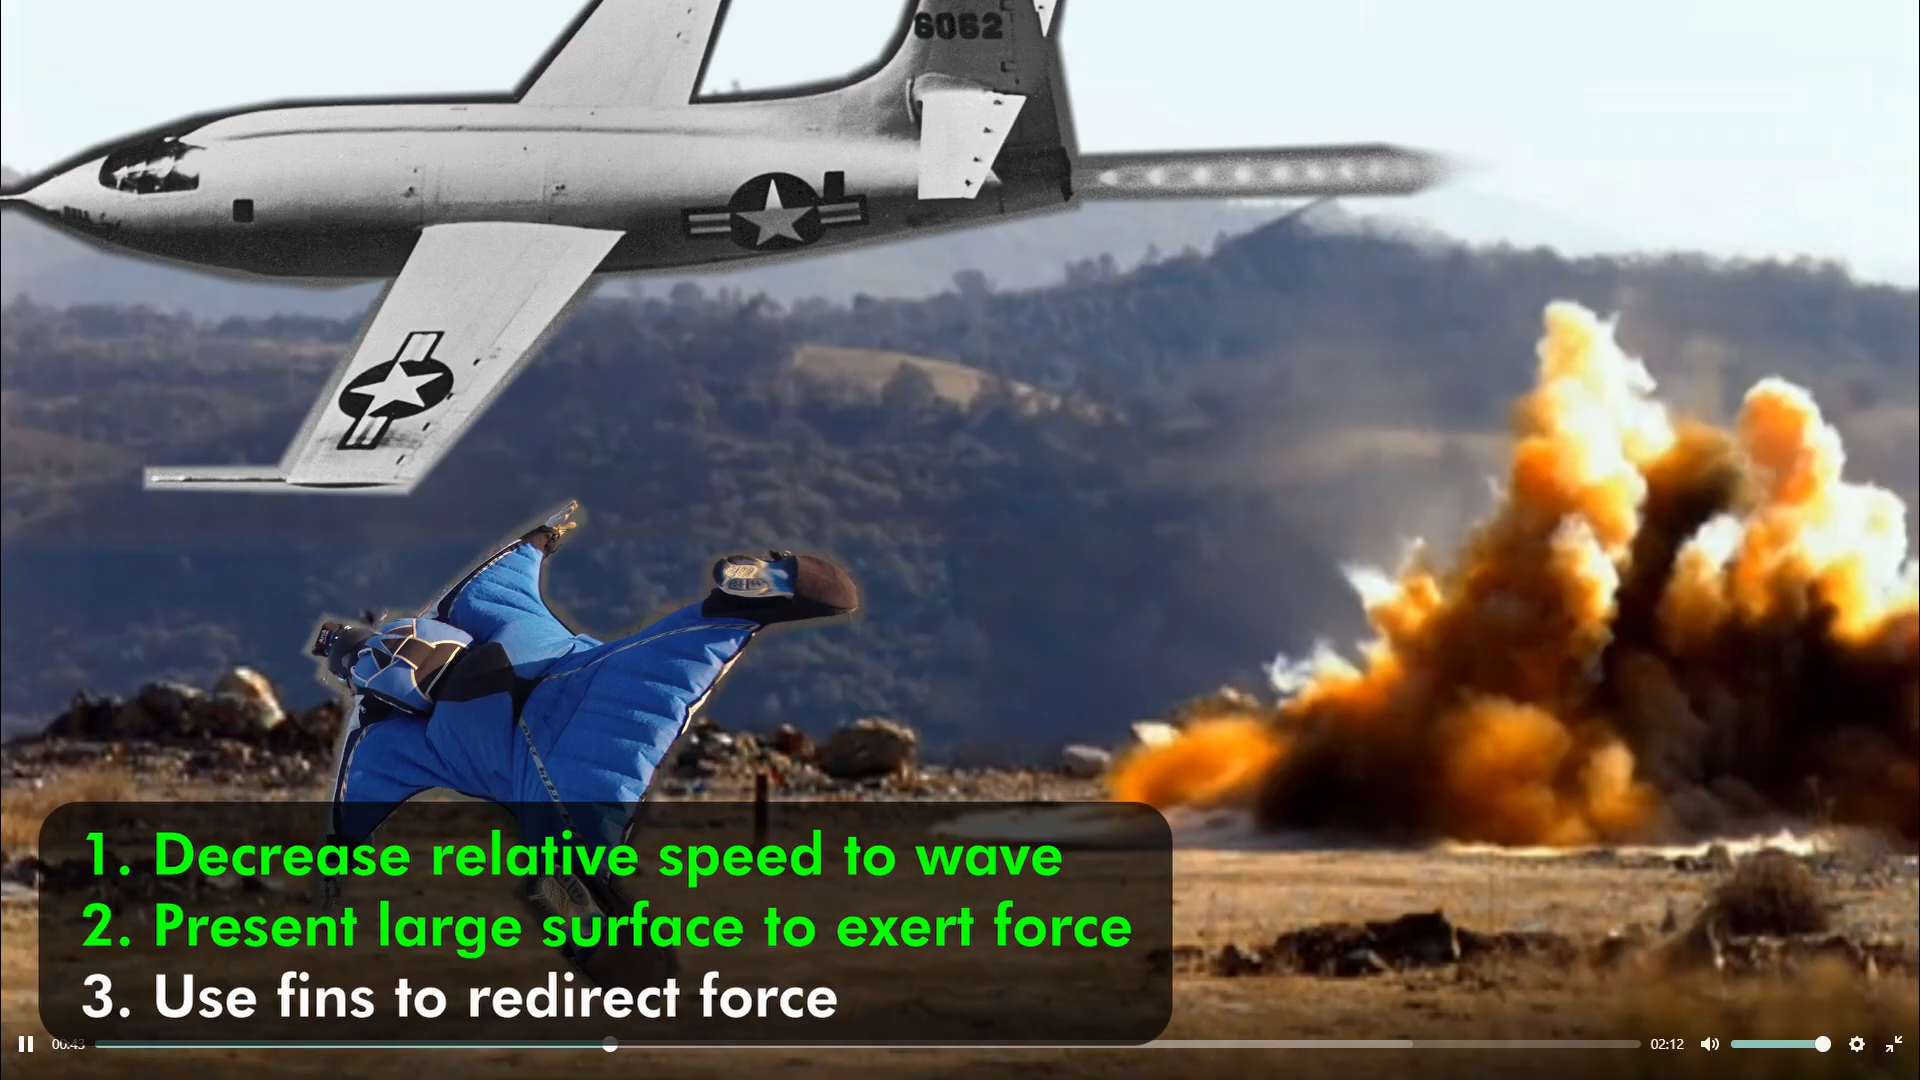 6062
1. Decrease relative speed to wave
2. Present large surface to exert force
3. Use fins to redirect force
00:43
02:12